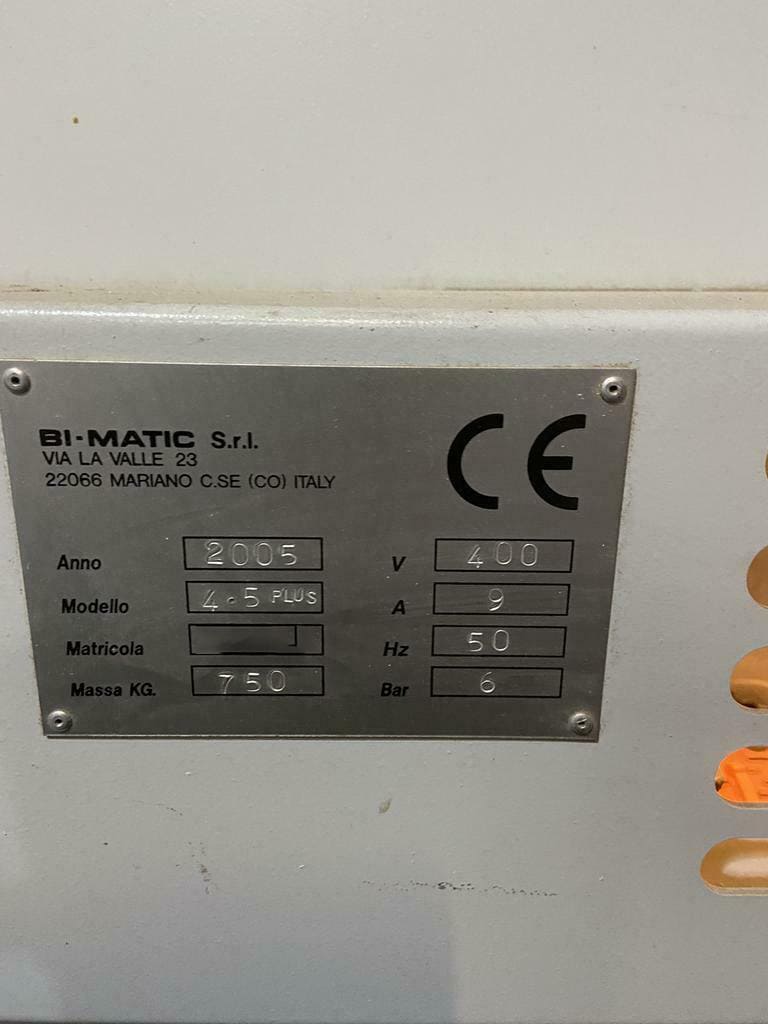 BI-MATIC S.r.l.
VIA LA VALLE 23
22066 MARIANO C.SE (CO) ITALY
CE
Anno 2005
Modello 4.5 PLUS
Matricola
Massa KG. 750
V 400
A 9
Hz 50
Bar 6